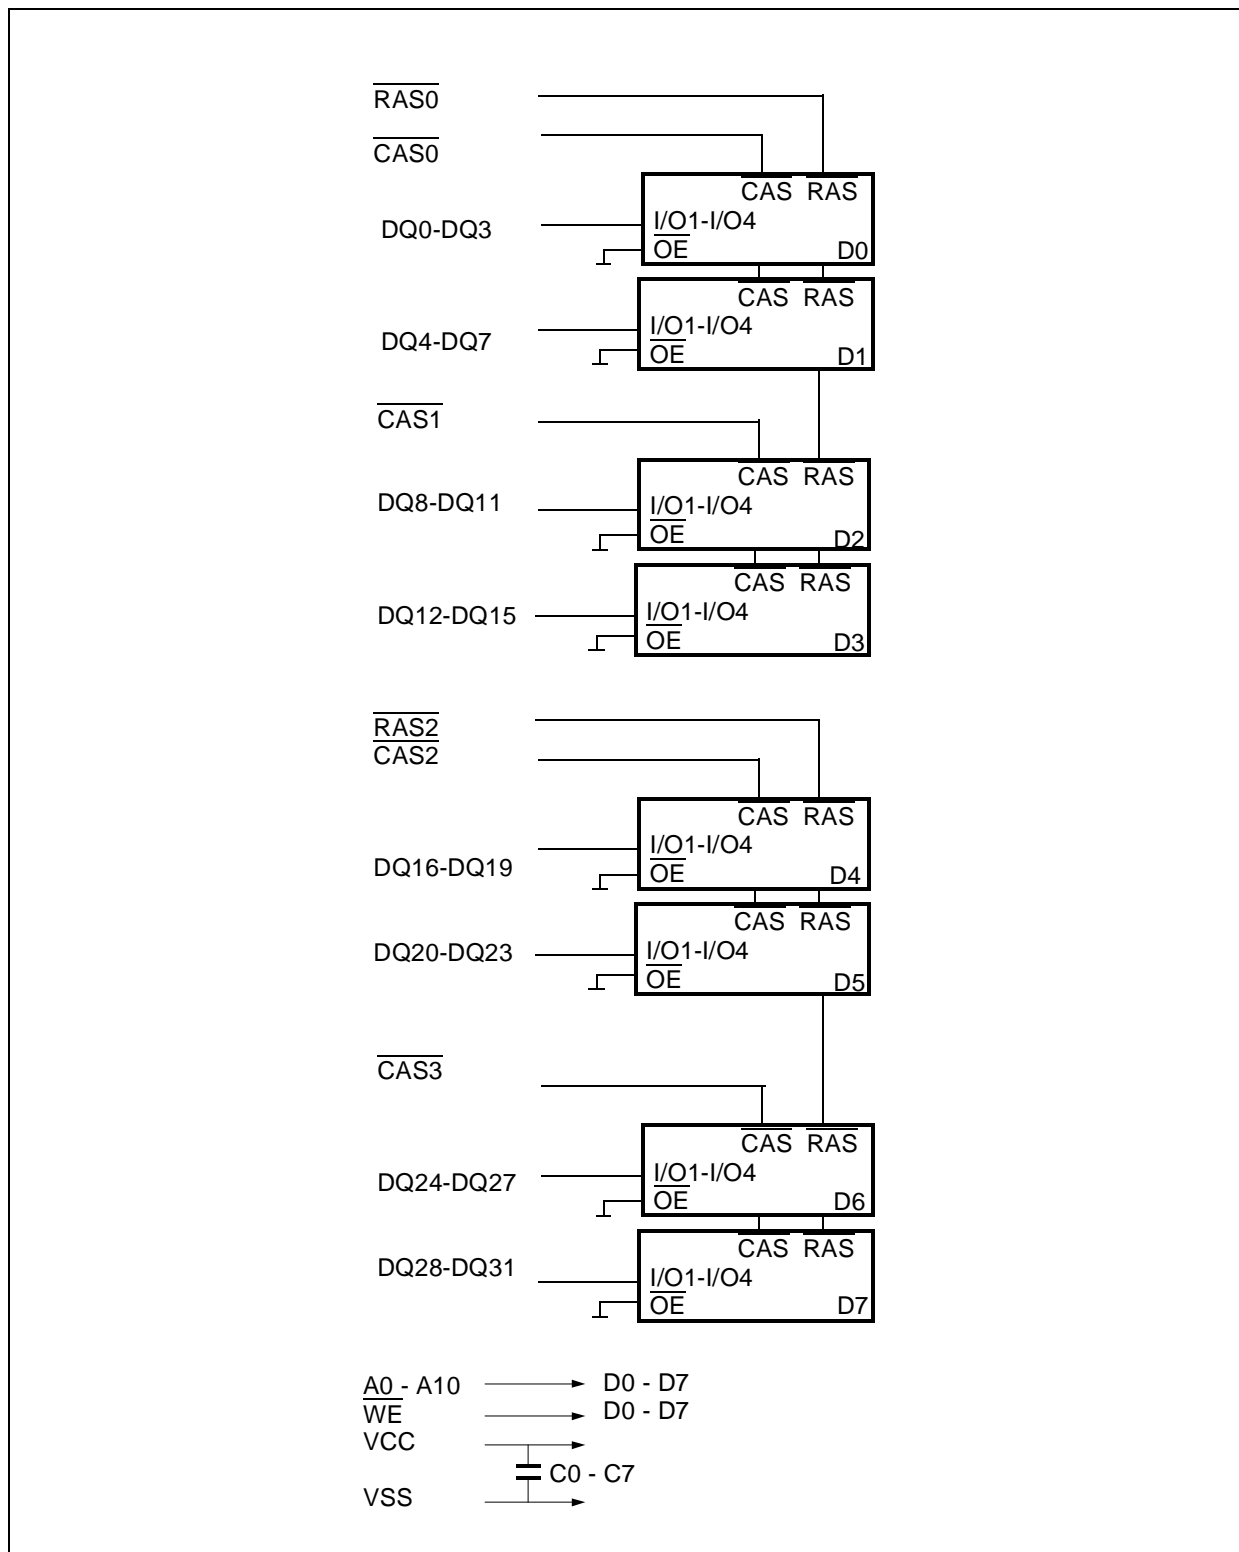 RAS0
CAS0
CAS RAS
DQ0-DQ3 I/O1-I/O4
OE D0
CAS RAS
DQ4-DQ7 I/O1-I/O4
OE D1
CAS1
CAS RAS
DQ8-DQ11 I/O1-I/O4
OE D2
CAS RAS
DQ12-DQ15 I/O1-I/O4
OE D3
RAS2
CAS2
CAS RAS
I/O1-I/O4
DQ16-DQ19 OE D4
CAS RAS
DQ20-DQ23 I/O1-I/O4
OE D5
CAS3
CAS RAS
DQ24-DQ27 I/O1-I/O4
OE D6
CAS RAS
DQ28-DQ31 I/O1-I/O4
OE D7
A0 - A10 D0 - D7
WE D0 - D7
VCC
C0 - C7
VSS